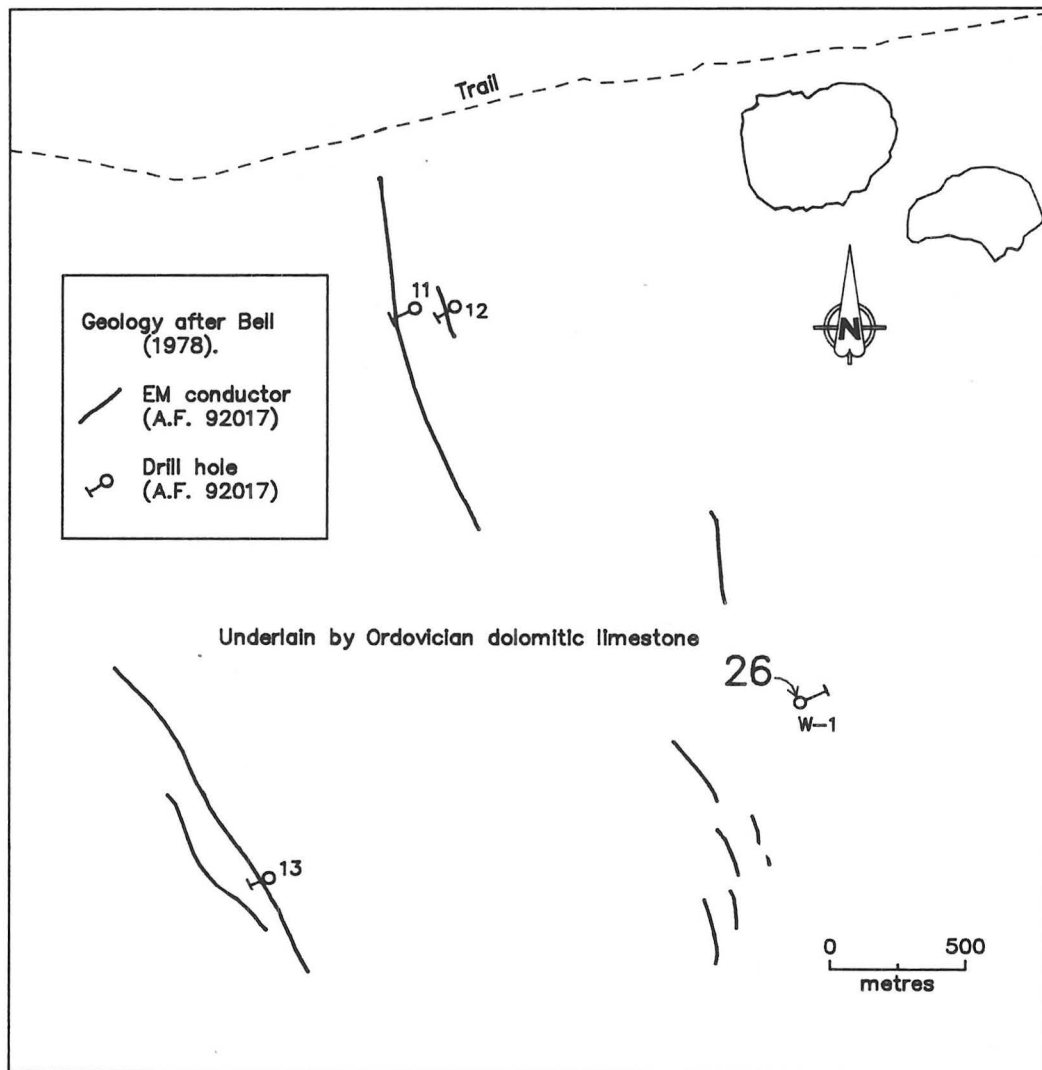 Trail
11
12
N
Geology after Bell
(1978).
EM conductor
(A.F. 92017)
Drill hole
(A.F. 92017)
Underlain by Ordovician dolomitic limestone
26
W-1
13
0 500
metres